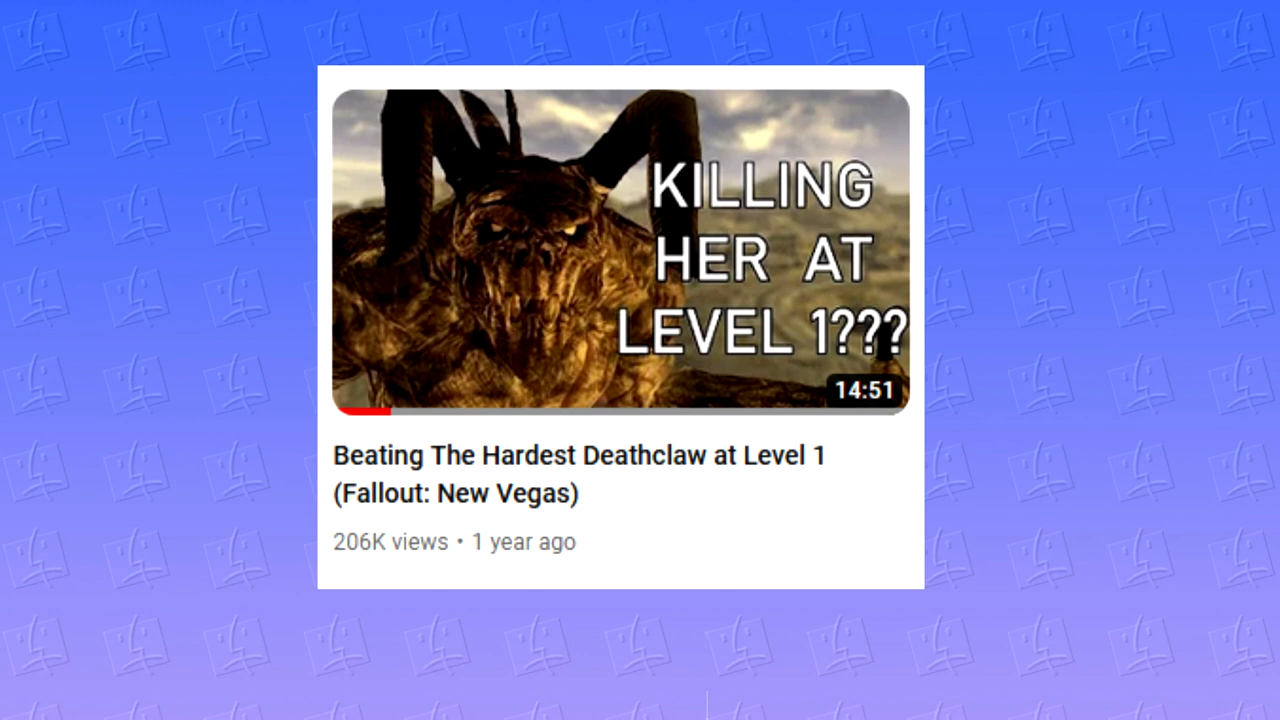 KILLING
HER AT
LEVEL 1???
14:51
Beating The Hardest Deathclaw at Level 1
(Fallout: New Vegas)
206K views • 1 year ago